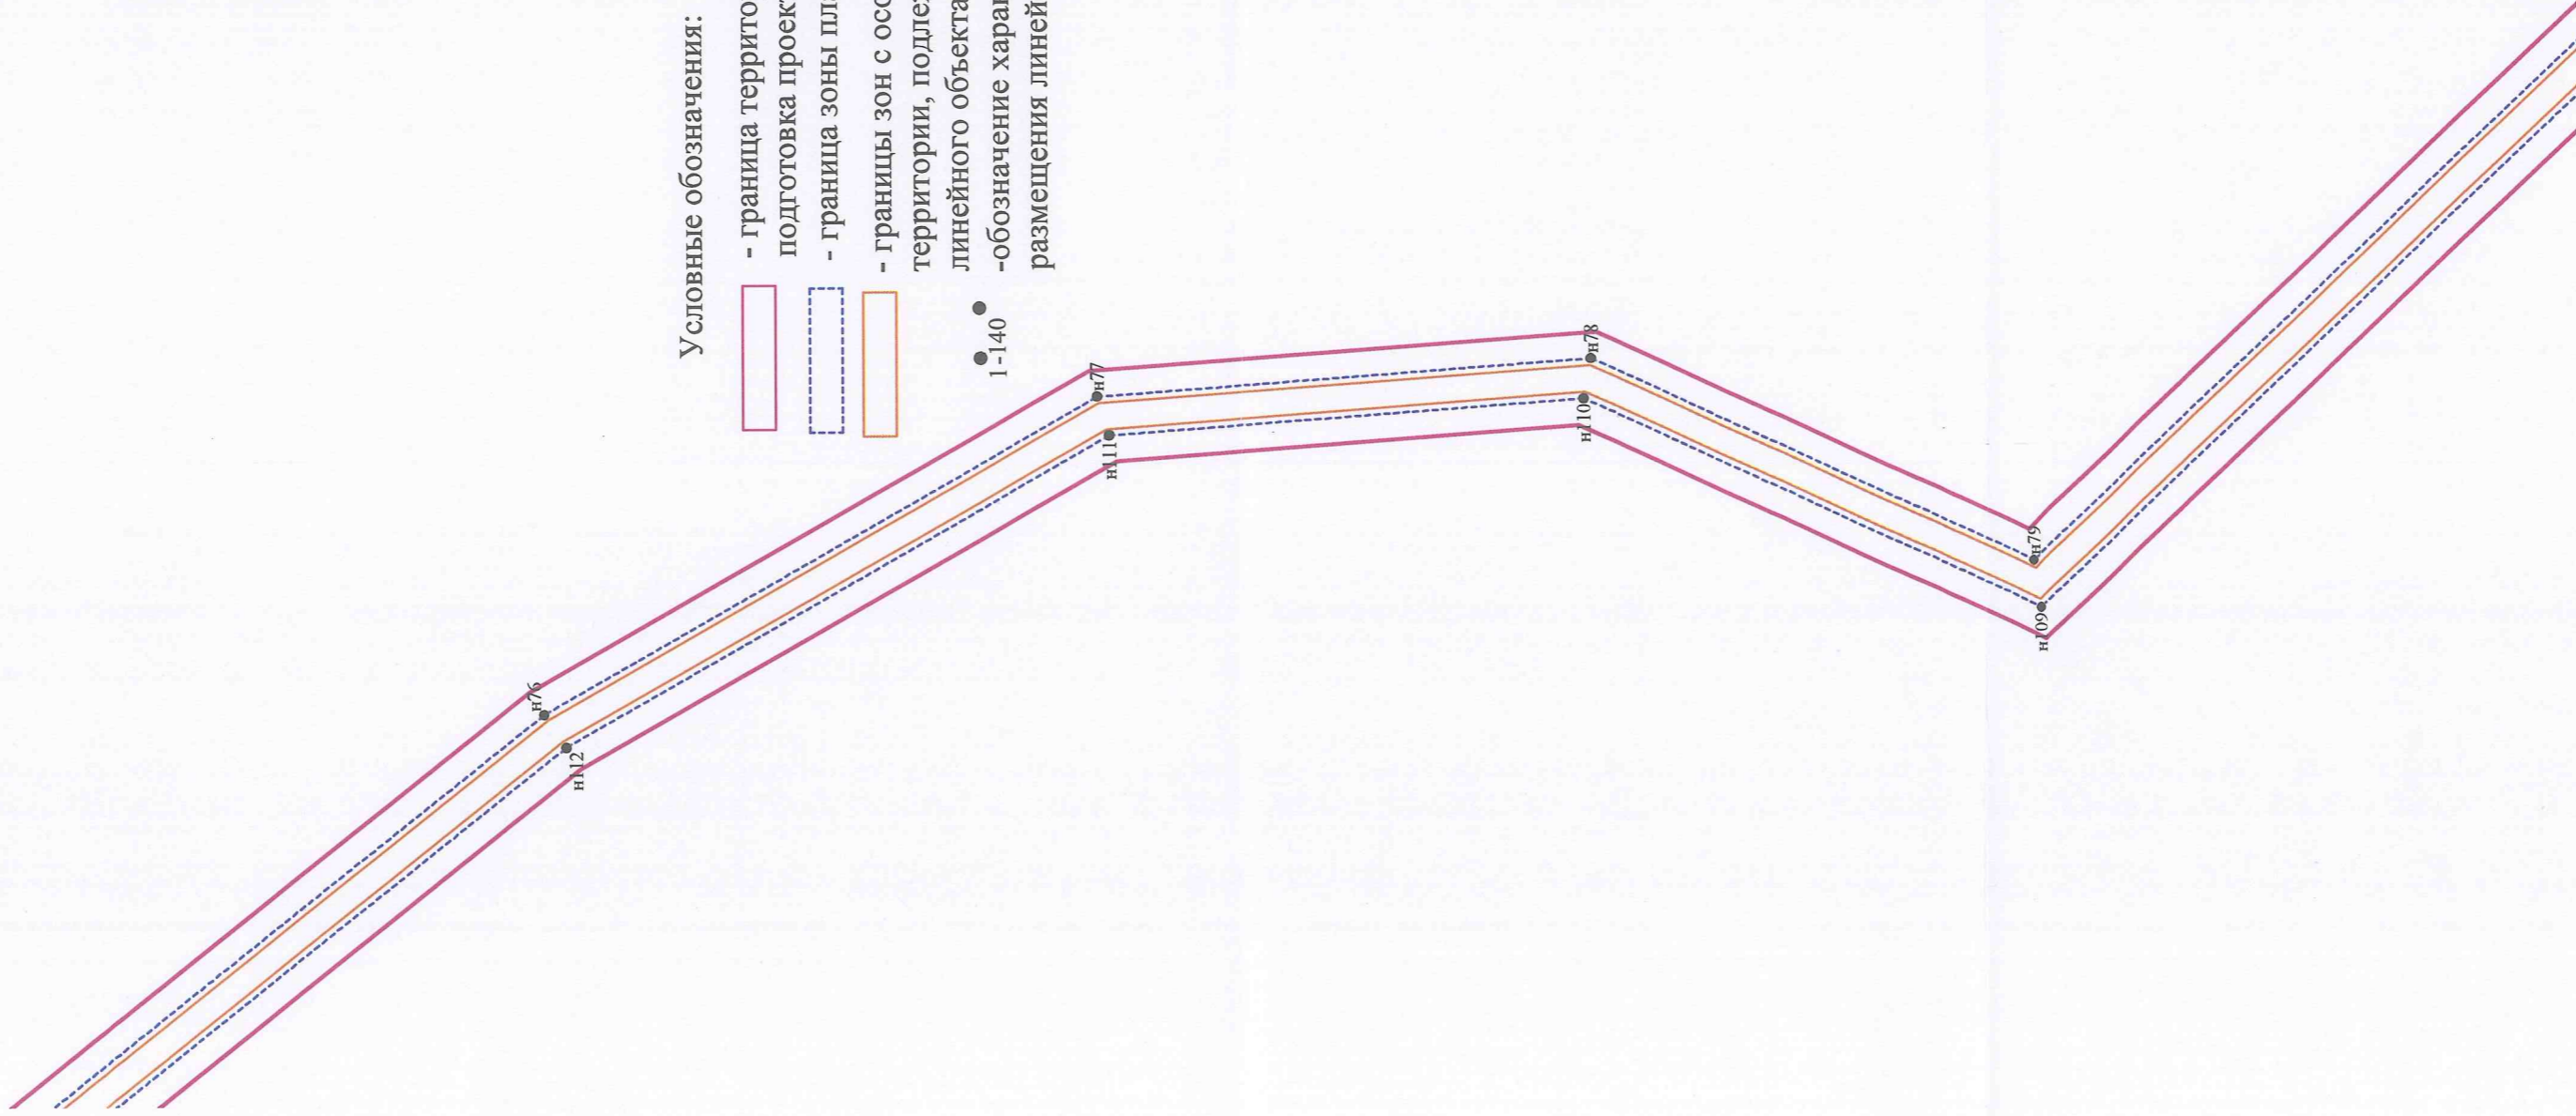 Условные обозначения:
- граница террито
подготовка проек
- граница зоны пл
- границы зон с осо
территории, подле
линейного объекта
-обозначение хара
размещения линей
1-140
н76
н77
н78
н79
н112
н111
н110
н109